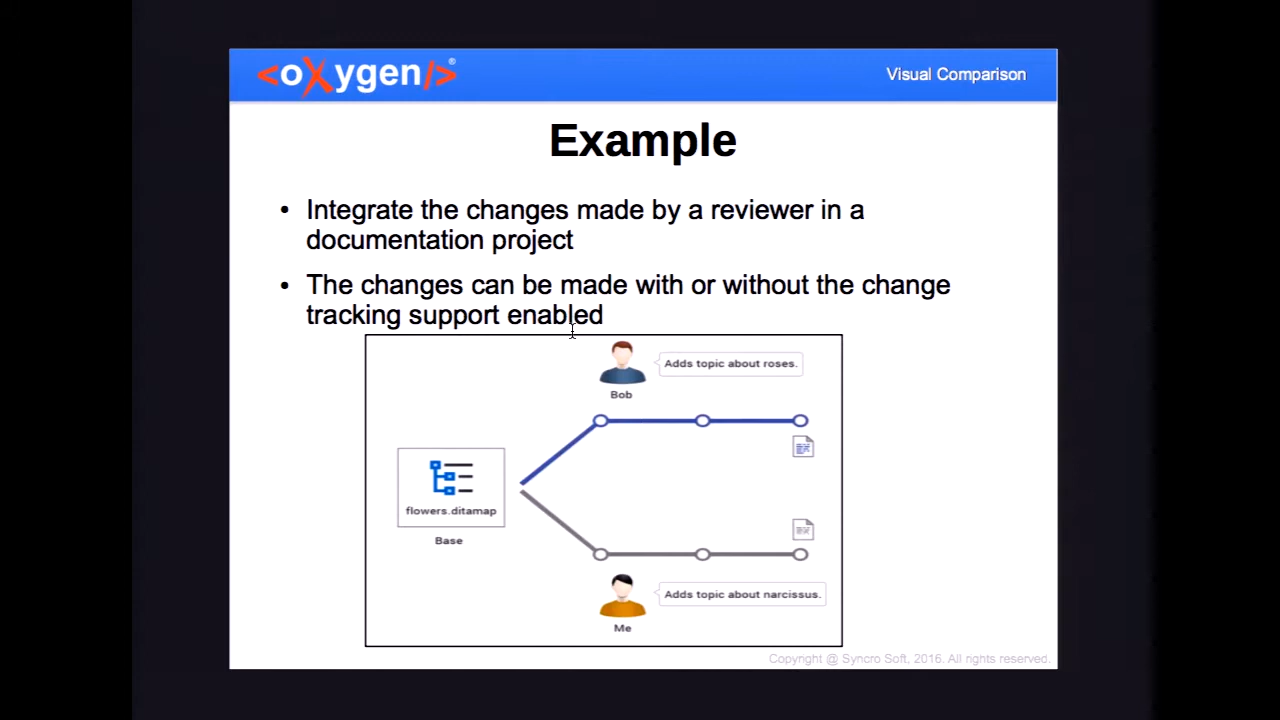 <oXygen/>®
Visual Comparison
Example
• Integrate the changes made by a reviewer in a
documentation project
• The changes can be made with or without the change
tracking support enabled
Adds topic about roses.
Bob
flowers.ditamap
Base
Adds topic about narcissus.
Me
Copyright @ Syncro Soft, 2016. All rights reserved.